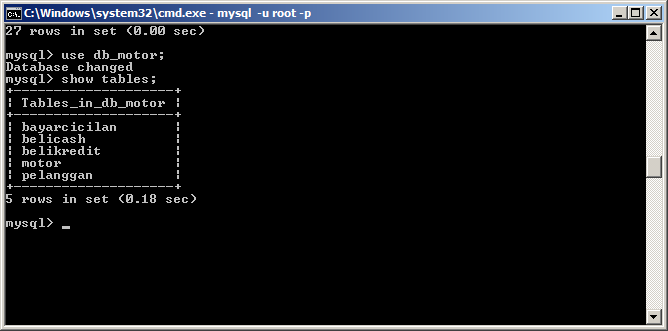 C:\Windows\system32\cmd.exe - mysql -u root -p
27 rows in set (0.00 sec)
mysql> use db_motor;
Database changed
mysql> show tables;
+--------------------+
| Tables_in_db_motor |
+--------------------+
| bayarcicilan       |
| belicash           |
| belikredit         |
| motor              |
| pelanggan          |
+--------------------+
5 rows in set (0.18 sec)
mysql> _